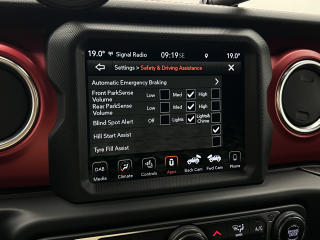 19.0° Signal Radio 09:19 SE 19.0°
Settings > Safety & Driving Assistance
Automatic Emergency Braking
Front ParkSense Volume Low Med High
Rear ParkSense Volume Low Med High
Blind Spot Alert Off Lights Lights& Chime
Hill Start Assist
Tyre Fill Assist
DAB Media Climate Controls Apps Back Cam Fwd Cam Phone
A/C